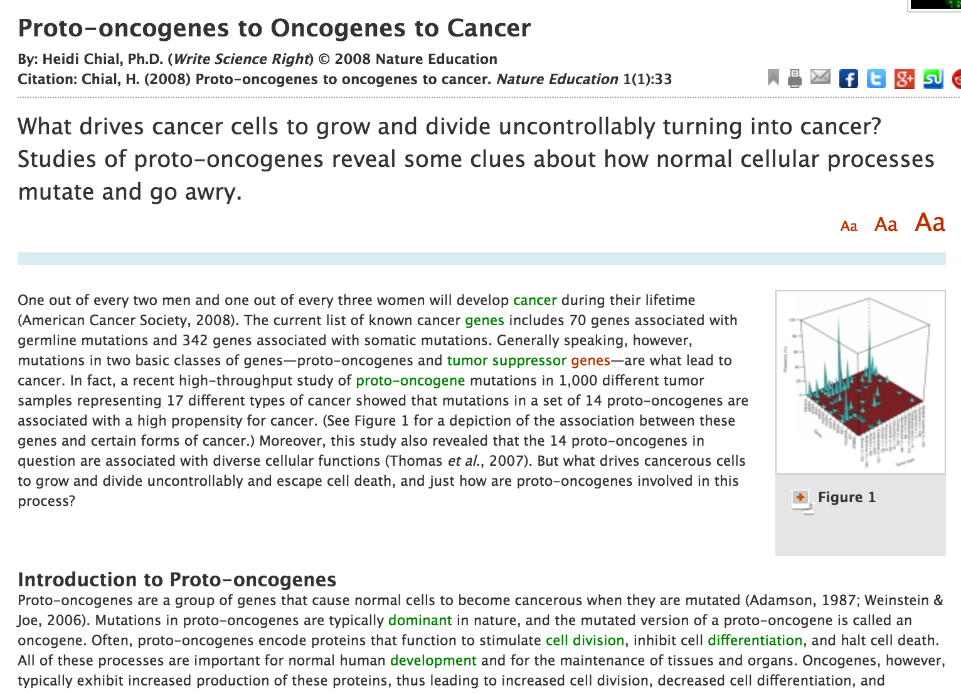 Proto-oncogenes to Oncogenes to Cancer
By: Heidi Chial, Ph.D. (Write Science Right) © 2008 Nature Education
Citation: Chial, H. (2008) Proto-oncogenes to oncogenes to cancer. Nature Education 1(1):33
What drives cancer cells to grow and divide uncontrollably turning into cancer?
Studies of proto-oncogenes reveal some clues about how normal cellular processes
mutate and go awry.
Aa Aa Aa
One out of every two men and one out of every three women will develop cancer during their lifetime
(American Cancer Society, 2008). The current list of known cancer genes includes 70 genes associated with
germline mutations and 342 genes associated with somatic mutations. Generally speaking, however,
mutations in two basic classes of genes—proto-oncogenes and tumor suppressor genes—are what lead to
cancer. In fact, a recent high-throughput study of proto-oncogene mutations in 1,000 different tumor
samples representing 17 different types of cancer showed that mutations in a set of 14 proto-oncogenes are
associated with a high propensity for cancer. (See Figure 1 for a depiction of the association between these
genes and certain forms of cancer.) Moreover, this study also revealed that the 14 proto-oncogenes in
question are associated with diverse cellular functions (Thomas et al., 2007). But what drives cancerous cells
to grow and divide uncontrollably and escape cell death, and just how are proto-oncogenes involved in this
process?
Figure 1
Introduction to Proto-oncogenes
Proto-oncogenes are a group of genes that cause normal cells to become cancerous when they are mutated (Adamson, 1987; Weinstein &
Joe, 2006). Mutations in proto-oncogenes are typically dominant in nature, and the mutated version of a proto-oncogene is called an
oncogene. Often, proto-oncogenes encode proteins that function to stimulate cell division, inhibit cell differentiation, and halt cell death.
All of these processes are important for normal human development and for the maintenance of tissues and organs. Oncogenes, however,
typically exhibit increased production of these proteins, thus leading to increased cell division, decreased cell differentiation, and